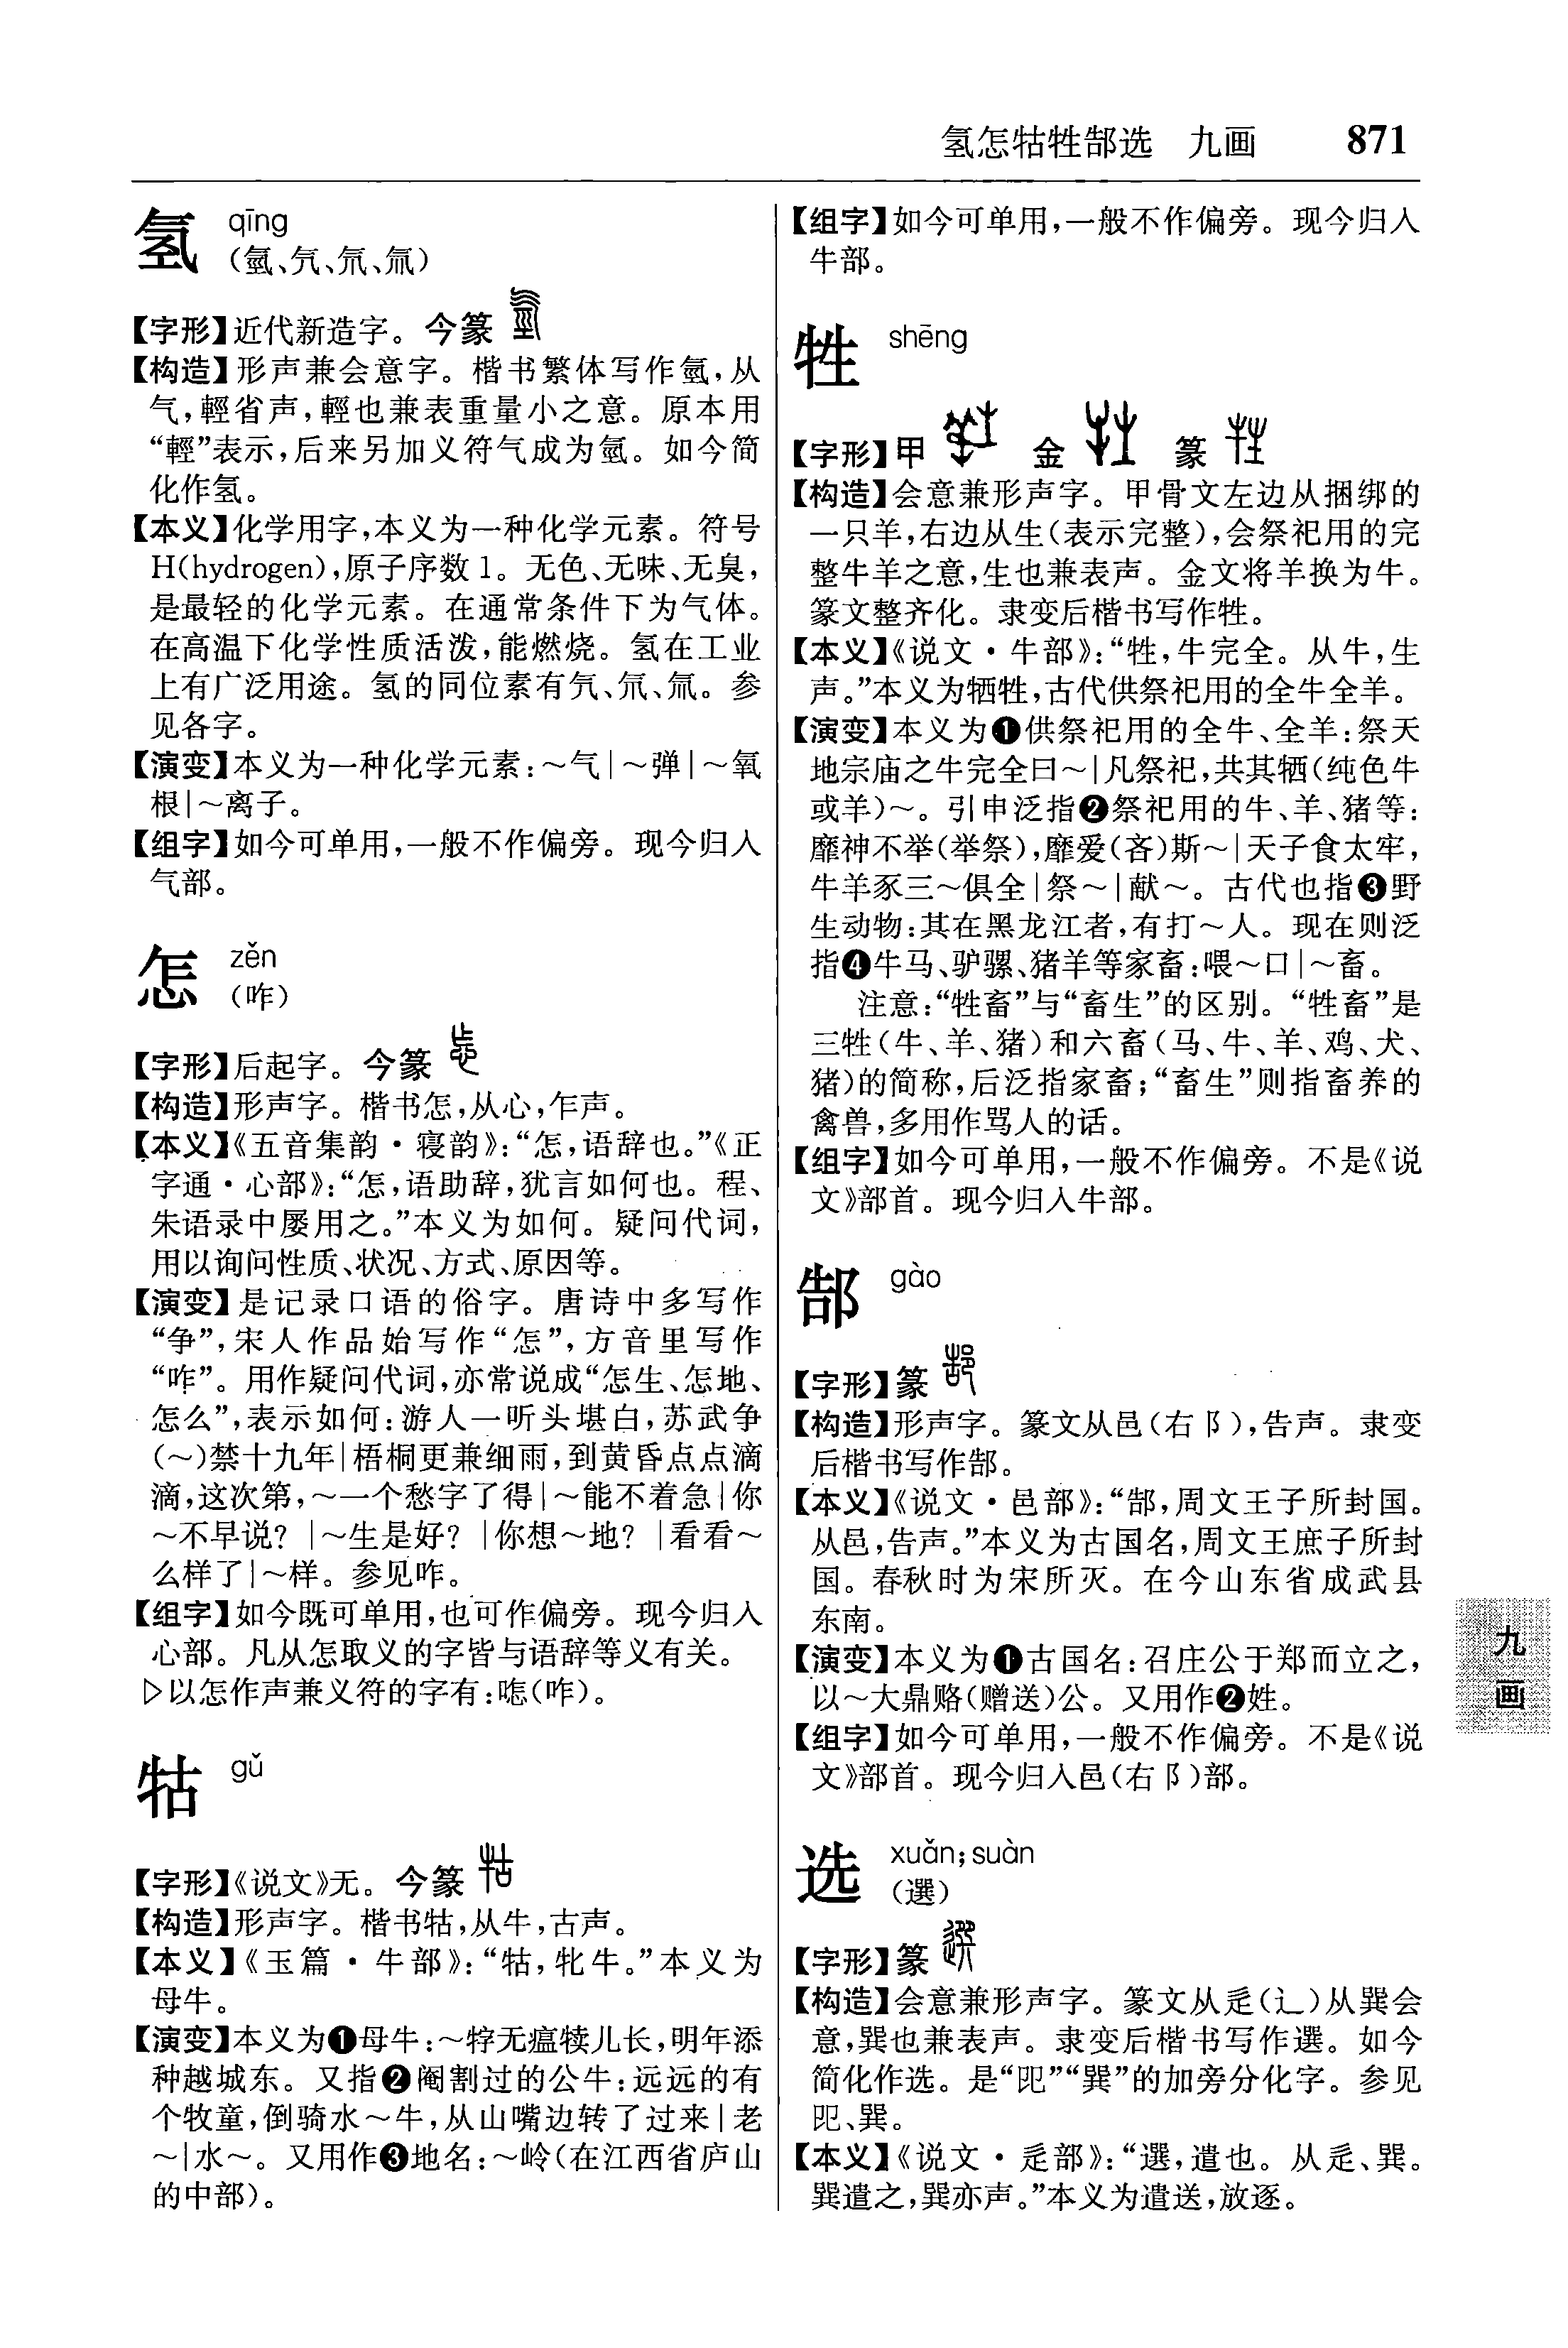 氢怎牯牲郜选 九画 871
氢 qīng
(氫、氕、氘、氚)
【字形】近代新造字。今篆
【构造】形声兼会意字。楷书繁体写作氫,从
气,輕省声,輕也兼表重量小之意。原本用
“輕”表示,后来另加义符气成为氫。如今简
化作氢。
【本义】化学用字,本义为一种化学元素。符号
H(hydrogen),原子序数1。无色、无味、无臭,
是最轻的化学元素。在通常条件下为气体。
在高温下化学性质活泼,能燃烧。氢在工业
上有广泛用途。氢的同位素有氕、氘、氚。参
见各字。
【演变】本义为一种化学元素:～气|～弹|～氧
根|～离子。
【组字】如今可单用,一般不作偏旁。现今归入
气部。
怎 zěn
(咋)
【字形】后起字。今篆
【构造】形声字。楷书怎,从心,乍声。
【本义】《五音集韵·寝韵》:“怎,语辞也。”《正
字通·心部》:“怎,语助辞,犹言如何也。程、
朱语录中屡用之。”本义为如何。疑问代词,
用以询问性质、状况、方式、原因等。
【演变】是记录口语的俗字。唐诗中多写作
“争”,宋人作品始写作“怎”,方音里写作
“咋”。用作疑问代词,亦常说成“怎生、怎地、
怎么”,表示如何:游人一听头堪白,苏武争
(～)禁十九年|梧桐更兼细雨,到黄昏点点滴
滴,这次第,～一个愁字了得|～能不着急|你
～不早说?|～生是好?|你想～地?|看看～
么样了|～样。参见咋。
【组字】如今既可单用,也可作偏旁。现今归入
心部。凡从怎取义的字皆与语辞等义有关。
▷以怎作声兼义符的字有:㗎(咋)。
牯 gǔ
【字形】《说文》无。今篆
【构造】形声字。楷书牯,从牛,古声。
【本义】《玉篇·牛部》:“牯,牝牛。”本义为
母牛。
【演变】本义为❶母牛:～牸无瘟犊儿长,明年添
种越城东。又指❷阉割过的公牛:远远的有
个牧童,倒骑水～牛,从山嘴边转了过来|老
～|水～。又用作❸地名:～岭(在江西省庐山
的中部)。
【组字】如今可单用,一般不作偏旁。现今归入
牛部。
牲 shēng
【字形】甲 金 篆
【构造】会意兼形声字。甲骨文左边从捆绑的
一只羊,右边从生(表示完整),会祭祀用的完
整牛羊之意,生也兼表声。金文将羊换为牛。
篆文整齐化。隶变后楷书写作牲。
【本义】《说文·牛部》:“牲,牛完全。从牛,生
声。”本义为牺牲,古代供祭祀用的全牛全羊。
【演变】本义为❶供祭祀用的全牛、全羊:祭天
地宗庙之牛完全曰～|凡祭祀,共其牺(纯色牛
或羊)～。引申泛指❷祭祀用的牛、羊、猪等:
靡神不举(举祭),靡爱(吝)斯～|天子食太牢,
牛羊豕三～俱全|祭～|献～。古代也指❸野
生动物:其在黑龙江者,有打～人。现在则泛
指❹牛马、驴骡、猪羊等家畜:喂～口|～畜。
注意:“牲畜”与“畜生”的区别。“牲畜”是
三牲(牛、羊、猪)和六畜(马、牛、羊、鸡、犬、
猪)的简称,后泛指家畜;“畜生”则指畜养的
禽兽,多用作骂人的话。
【组字】如今可单用,一般不作偏旁。不是《说
文》部首。现今归入牛部。
郜 gào
【字形】篆
【构造】形声字。篆文从邑(右阝),告声。隶变
后楷书写作郜。
【本义】《说文·邑部》:“郜,周文王子所封国。
从邑,告声。”本义为古国名,周文王庶子所封
国。春秋时为宋所灭。在今山东省成武县
东南。
【演变】本义为❶古国名:召庄公于郑而立之,
以～大鼎赂(赠送)公。又用作❷姓。
【组字】如今可单用,一般不作偏旁。不是《说
文》部首。现今归入邑(右阝)部。
九
画
选 xuǎn;suàn
(選)
【字形】篆
【构造】会意兼形声字。篆文从辵(辶)从巽会
意,巽也兼表声。隶变后楷书写作選。如今
简化作选。是“㔾”“巽”的加旁分化字。参见
、巽。
【本义】《说文·辵部》:“選,遣也。从辵、巽。
巽遣之,巽亦声。”本义为遣送,放逐。